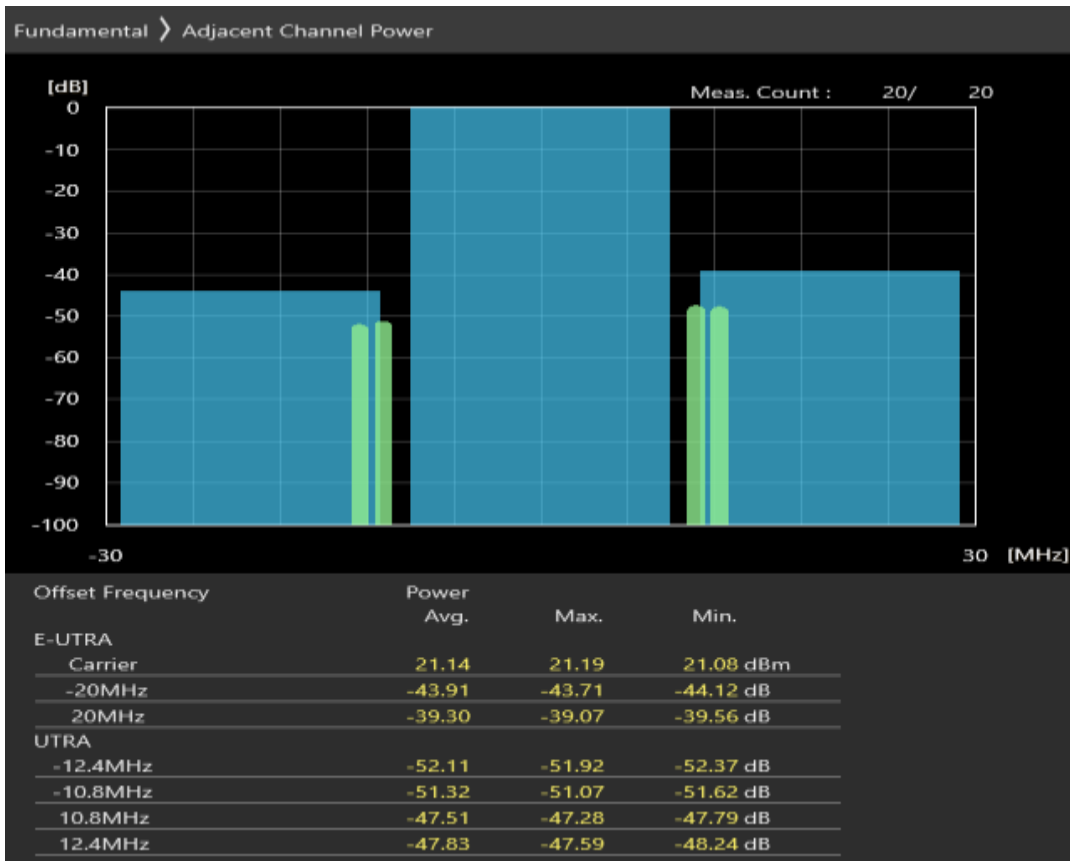 Fundamental ❯ Adjacent Channel Power
[dB]
Meas. Count : 20/ 20
0
-10
-20
-30
-40
-50
-60
-70
-80
-90
-100
-30 30 [MHz]
Offset Frequency Power
Avg. Max. Min.
E-UTRA
Carrier 21.14 21.19 21.08 dBm
-20MHz -43.91 -43.71 -44.12 dB
20MHz -39.30 -39.07 -39.56 dB
UTRA
-12.4MHz -52.11 -51.92 -52.37 dB
-10.8MHz -51.32 -51.07 -51.62 dB
10.8MHz -47.51 -47.28 -47.79 dB
12.4MHz -47.83 -47.59 -48.24 dB